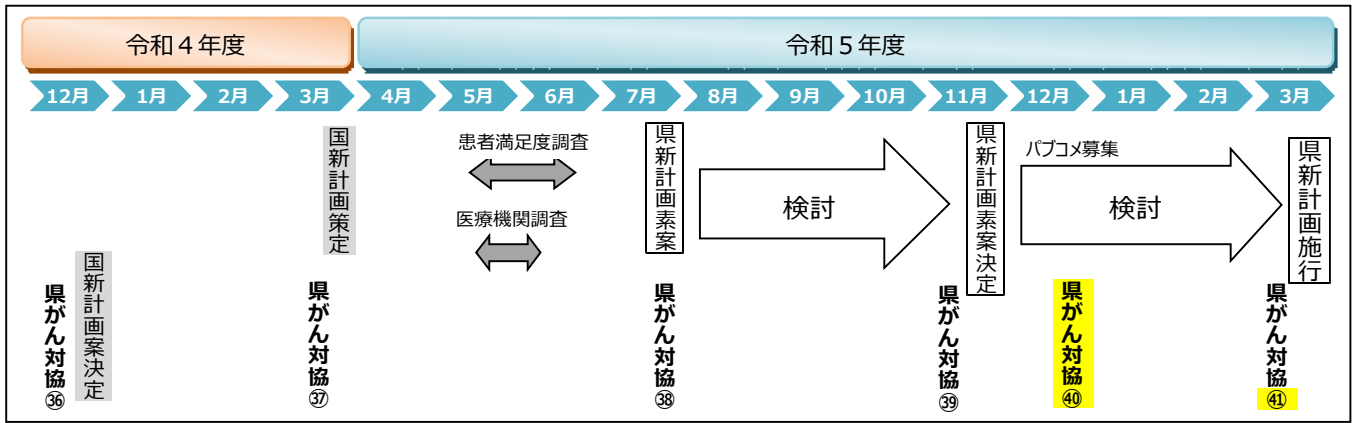 令和４年度
令和５年度
12月
1月
2月
3月
4月
5月
6月
7月
8月
9月
10月
11月
12月
1月
2月
3月
国新計画案決定
国新計画策定
患者満足度調査
医療機関調査
県新計画素案
検討
県新計画素案決定
パブコメ募集
検討
県新計画施行
県がん対協㊱
県がん対協㊲
県がん対協㊳
県がん対協㊴
県がん対協㊵
県がん対協㊶